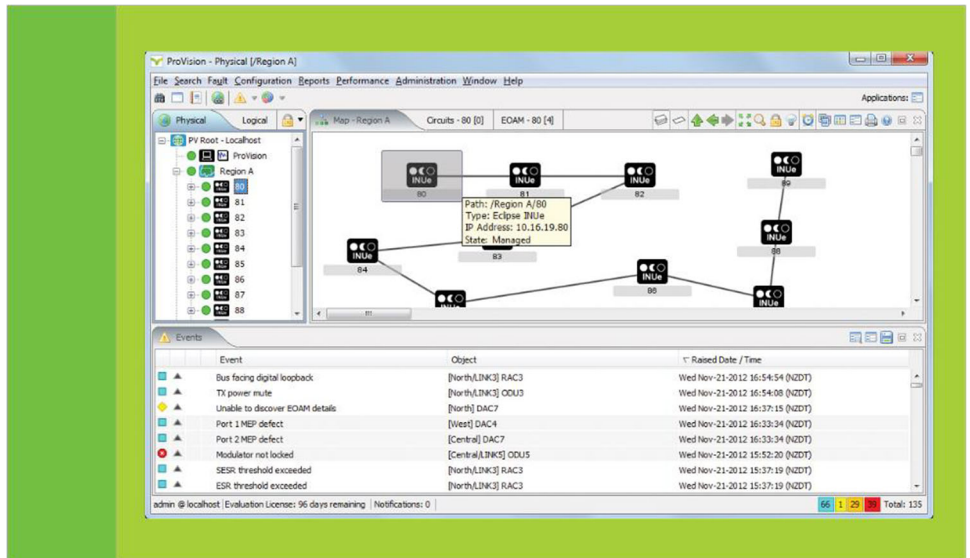 ProVision - Physical [/Region A]
File Search Fault Configuration Reports Performance Administration Window Help
Applications:
Physical Logical Map - Region A Circuits - 80 [0] EOAM - 80 [4]
PV Root - Localhost
ProVision
Region A
80
81
82
83
84
85
86
87
88
INUe
80
INUe
81
INUe
82
INUe
89
Path: /Region A/80
Type: Eclipse INUe
IP Address: 10.16.19.80
State: Managed
83
INUe
84
INUe
88
INUe
86
INUe
INUe
Events
Event Object Raised Date / Time
Bus facing digital loopback [North/LINK3] RAC3 Wed Nov-21-2012 16:54:54 (NZDT)
TX power mute [North/LINK3] ODU3 Wed Nov-21-2012 16:54:08 (NZDT)
Unable to discover EOAM details [North] DAC7 Wed Nov-21-2012 16:37:15 (NZDT)
Port 1 MEP defect [West] DAC4 Wed Nov-21-2012 16:33:34 (NZDT)
Port 2 MEP defect [Central] DAC7 Wed Nov-21-2012 16:33:34 (NZDT)
Modulator not locked [Central/LINK5] ODU5 Wed Nov-21-2012 15:52:20 (NZDT)
SESR threshold exceeded [North/LINK3] RAC3 Wed Nov-21-2012 15:37:19 (NZDT)
ESR threshold exceeded [North/LINK3] RAC3 Wed Nov-21-2012 15:37:19 (NZDT)
admin @ localhost Evaluation License: 96 days remaining Notifications: 0 66 1 29 39 Total: 135